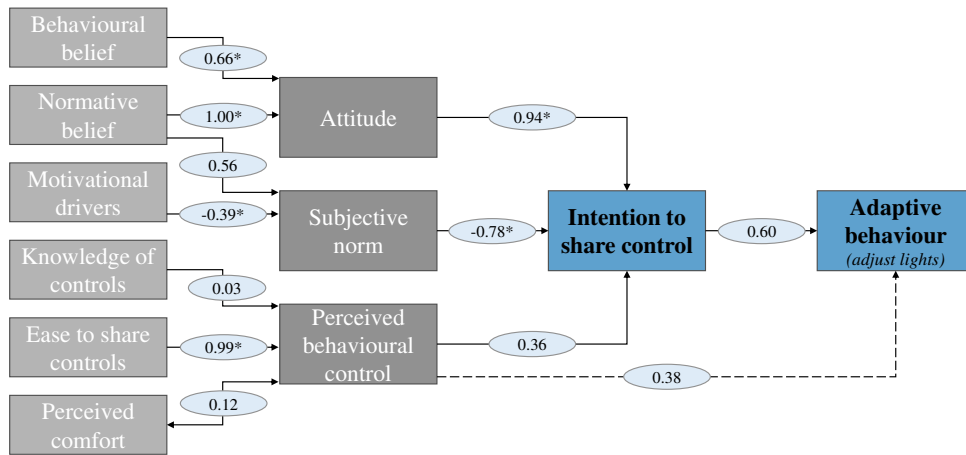 Behavioural
belief
0.66*
Normative
belief
1.00*
Attitude
0.94*
0.56
Motivational
drivers
-0.39*
Subjective
norm
-0.78*
Intention to
share control
0.60
Adaptive
behaviour
(adjust lights)
Knowledge of
controls
0.03
Ease to share
controls
0.99*
Perceived
behavioural
control
0.36
0.38
Perceived
comfort
0.12